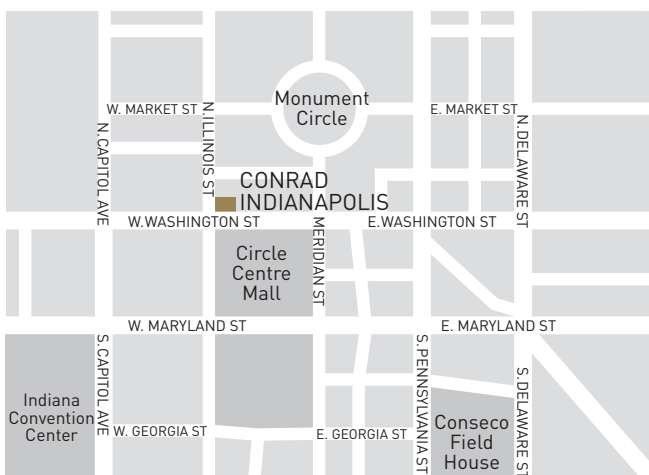 W. MARKET ST
N.ILLINOIS ST
Monument
Circle
E. MARKET ST
N.CAPITOL AVE
N.DELAWARE ST
CONRAD
INDIANAPOLIS
W.WASHINGTON ST
E.WASHINGTON ST
MERIDIAN ST
Circle
Centre
Mall
W. MARYLAND ST
E. MARYLAND ST
S.CAPITOL AVE
S.PENNSYLVANIA ST
S.DELAWARE ST
Indiana
Convention
Center
W. GEORGIA ST
E. GEORGIA ST
Conseco
Field
House